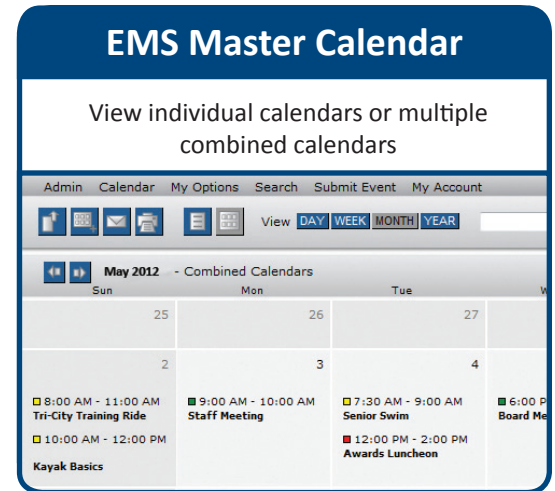 EMS Master Calendar
View individual calendars or multiple
combined calendars
Admin Calendar My Options Search Submit Event My Account
View DAY WEEK MONTH YEAR
May 2012 - Combined Calendars
Sun Mon Tue
25 26 27
2 3 4
8:00 AM - 11:00 AM 9:00 AM - 10:00 AM 7:30 AM - 9:00 AM 6:00 P
Tri-City Training Ride Staff Meeting Senior Swim Board Me
10:00 AM - 12:00 PM 12:00 PM - 2:00 PM
Awards Luncheon
Kayak Basics